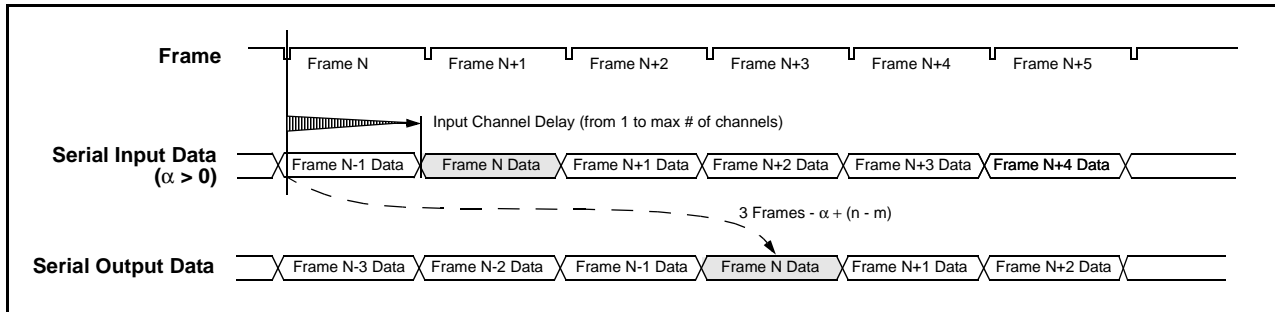 Frame
Frame N
Frame N+1
Frame N+2
Frame N+3
Frame N+4
Frame N+5
Input Channel Delay (from 1 to max # of channels)
Serial Input Data
(α > 0)
Frame N-1 Data
Frame N Data
Frame N+1 Data
Frame N+2 Data
Frame N+3 Data
Frame N+4 Data
3 Frames - α + (n - m)
Serial Output Data
Frame N-3 Data
Frame N-2 Data
Frame N-1 Data
Frame N Data
Frame N+1 Data
Frame N+2 Data